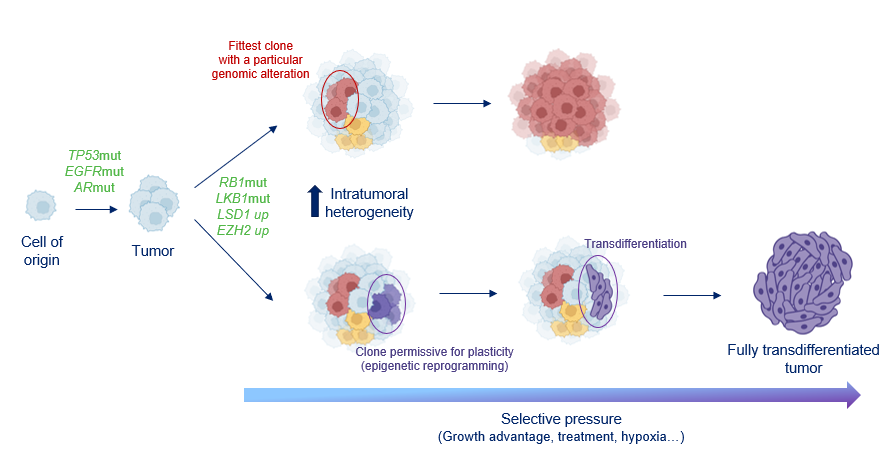 Fittest clone
with a particular
genomic alteration
TP53mut
EGFRmut
ARmut
Cell of
origin
Tumor
RB1mut
LKB1mut
LSD1 up
EZH2 up
Intratumoral
heterogeneity
Clone permissive for plasticity
(epigenetic reprogramming)
Transdifferentiation
Fully transdifferentiated
tumor
Selective pressure
(Growth advantage, treatment, hypoxia…)